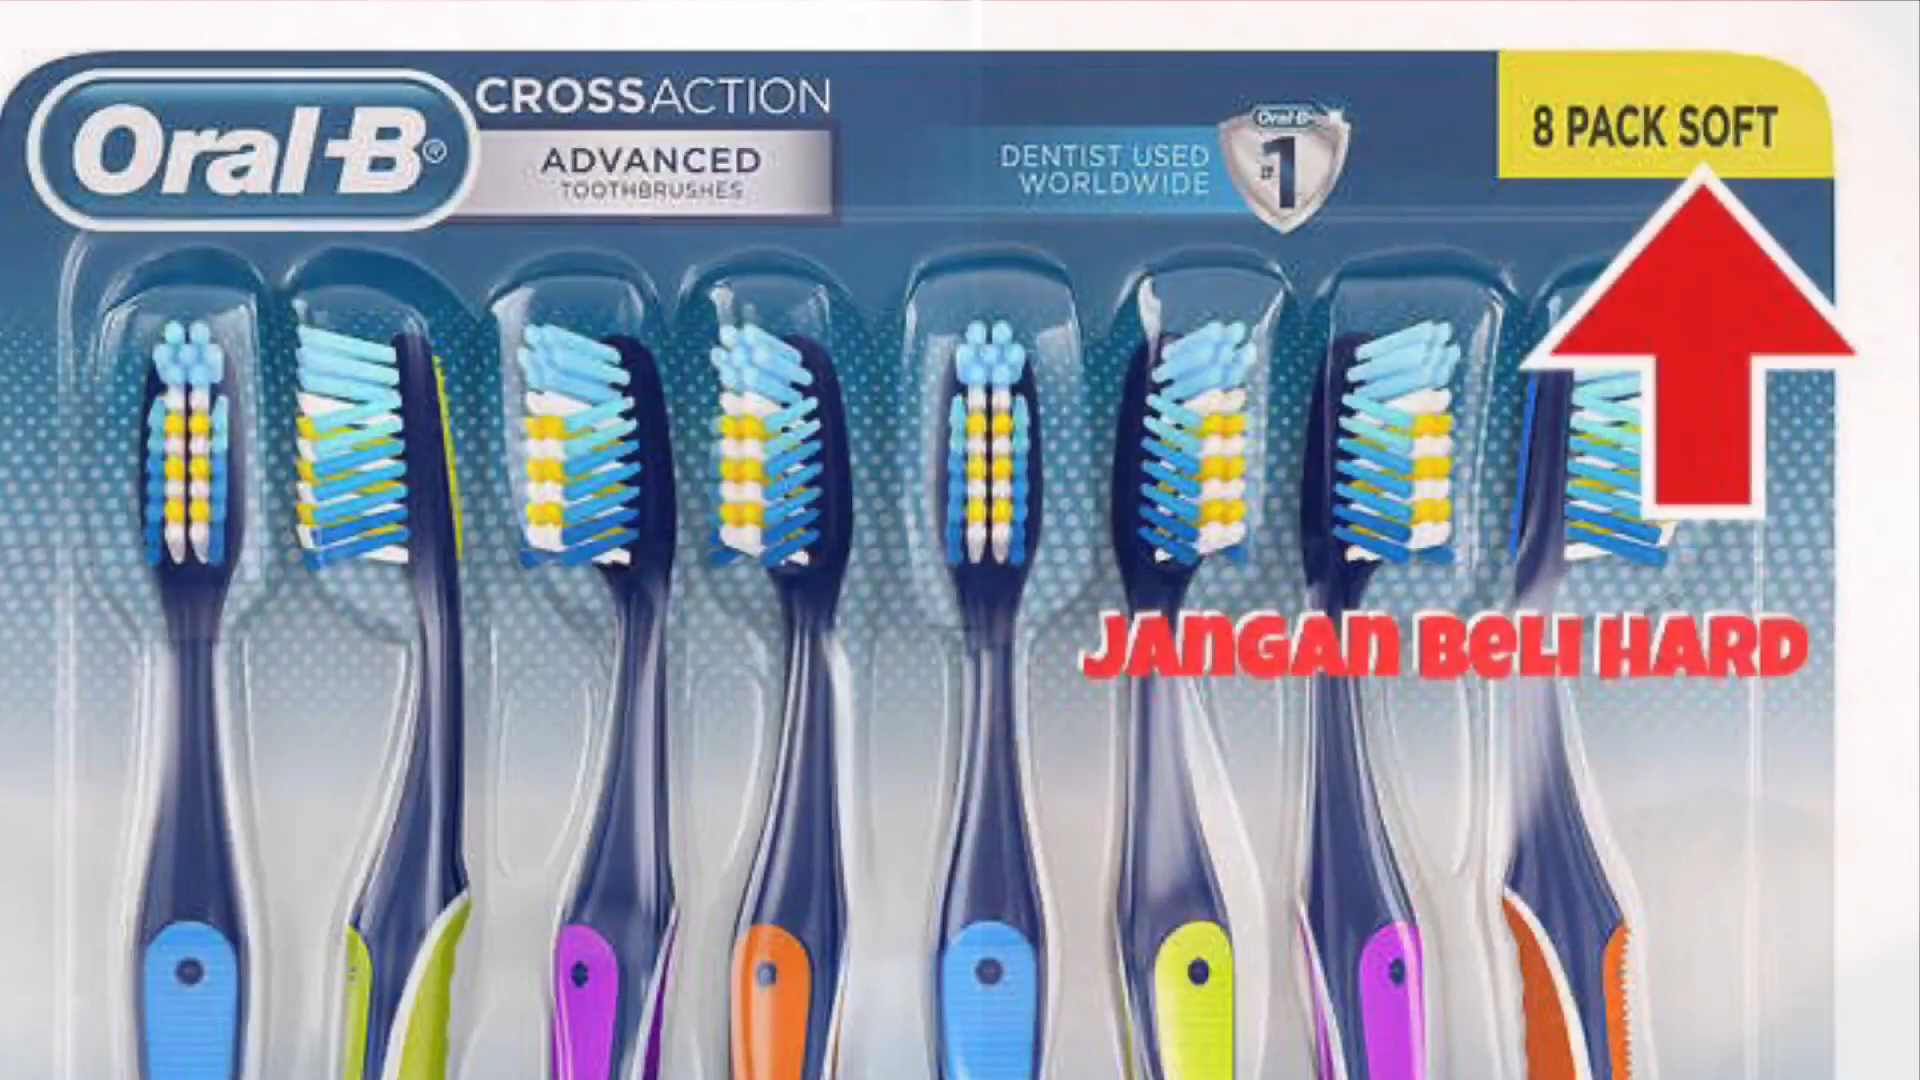 Oral-B®
CROSSACTION
ADVANCED
TOOTHBRUSHES
DENTIST USED
WORLDWIDE
Oral-B
#1
8 PACK SOFT
JANGAN BELI HARD